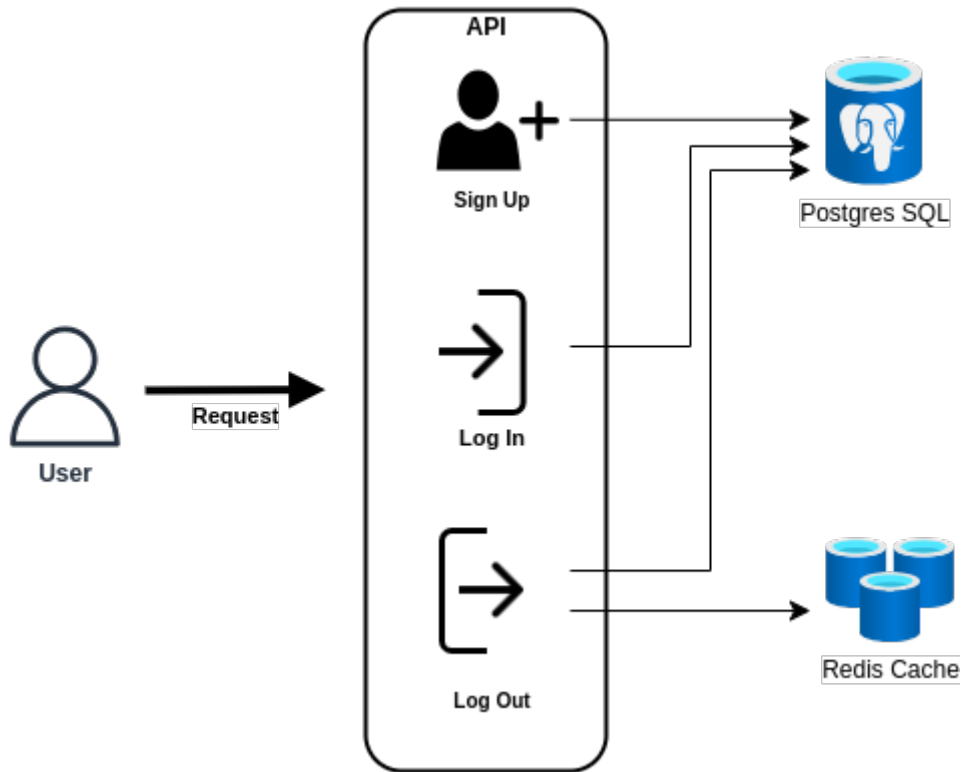 API
Sign Up
Postgres SQL
Request
Log In
User
Redis Cache
Log Out